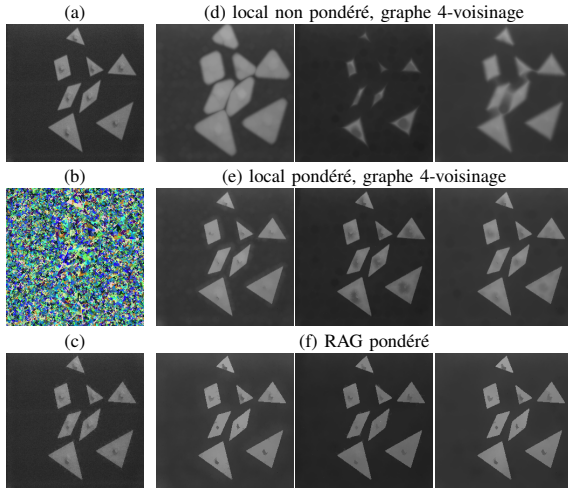 (a) (d) local non pondéré, graphe 4-voisinage
(b) (e) local pondéré, graphe 4-voisinage
(c) (f) RAG pondéré